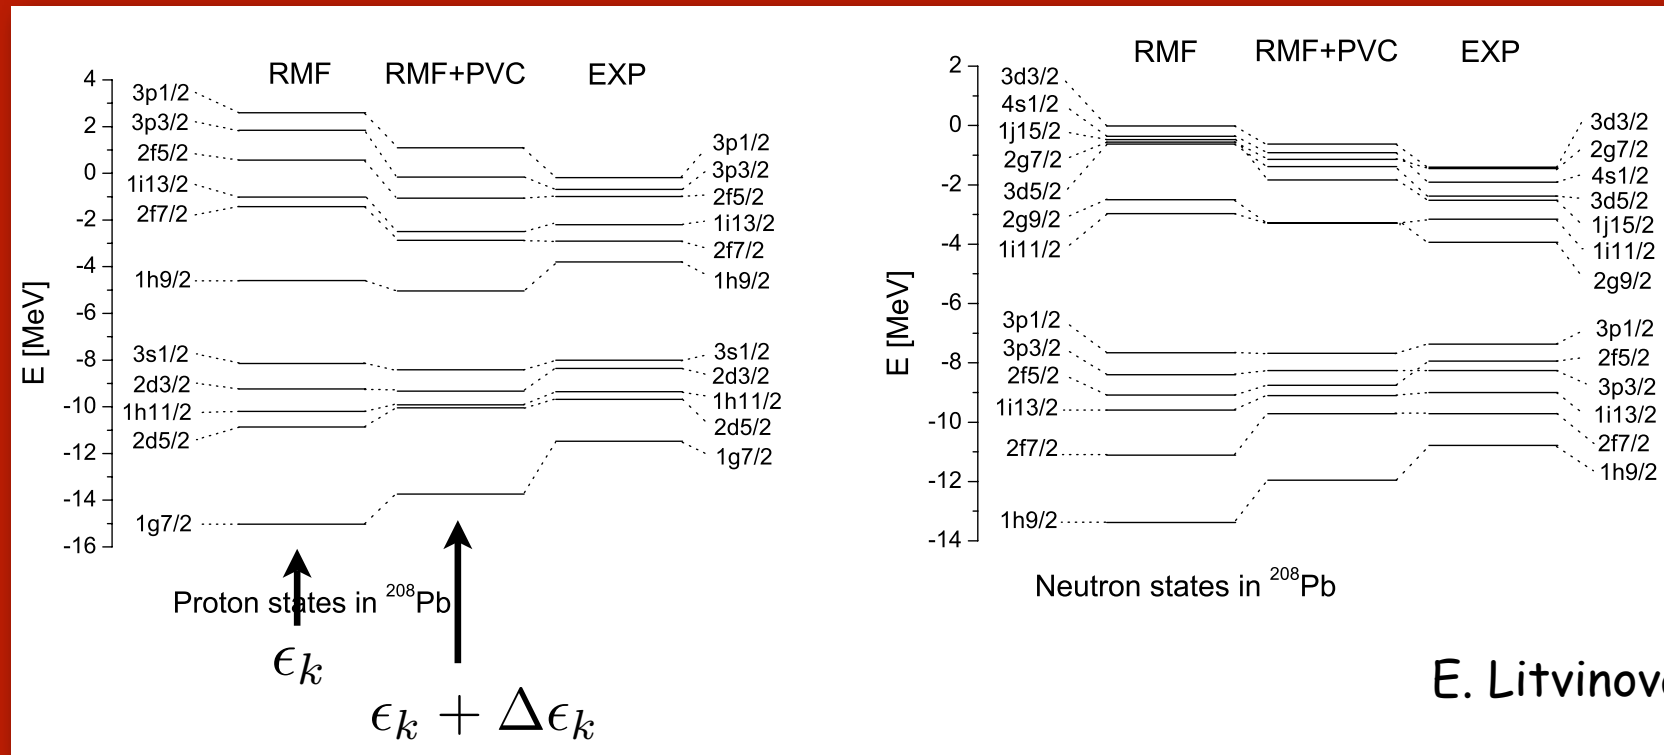 RMF RMF+PVC EXP
4
2
0
-2
-4
-6
-8
-10
-12
-14
-16
E [MeV]
3p1/2
3p3/2
2f5/2
1i13/2
2f7/2
1h9/2
3s1/2
2d3/2
1h11/2
2d5/2
1g7/2
3p1/2
3p3/2
2f5/2
1i13/2
2f7/2
1h9/2
3s1/2
2d3/2
1h11/2
2d5/2
1g7/2
Proton states in ²⁰⁸Pb
ϵₖ
ϵₖ + Δϵₖ
RMF RMF+PVC EXP
2
0
-2
-4
-6
-8
-10
-12
-14
E [MeV]
3d3/2
4s1/2
1j15/2
2g7/2
3d5/2
2g9/2
1i11/2
3p1/2
3p3/2
2f5/2
1i13/2
2f7/2
1h9/2
3d3/2
2g7/2
4s1/2
3d5/2
1j15/2
1i11/2
2g9/2
3p1/2
2f5/2
3p3/2
1i13/2
2f7/2
1h9/2
Neutron states in ²⁰⁸Pb
E. Litvinov